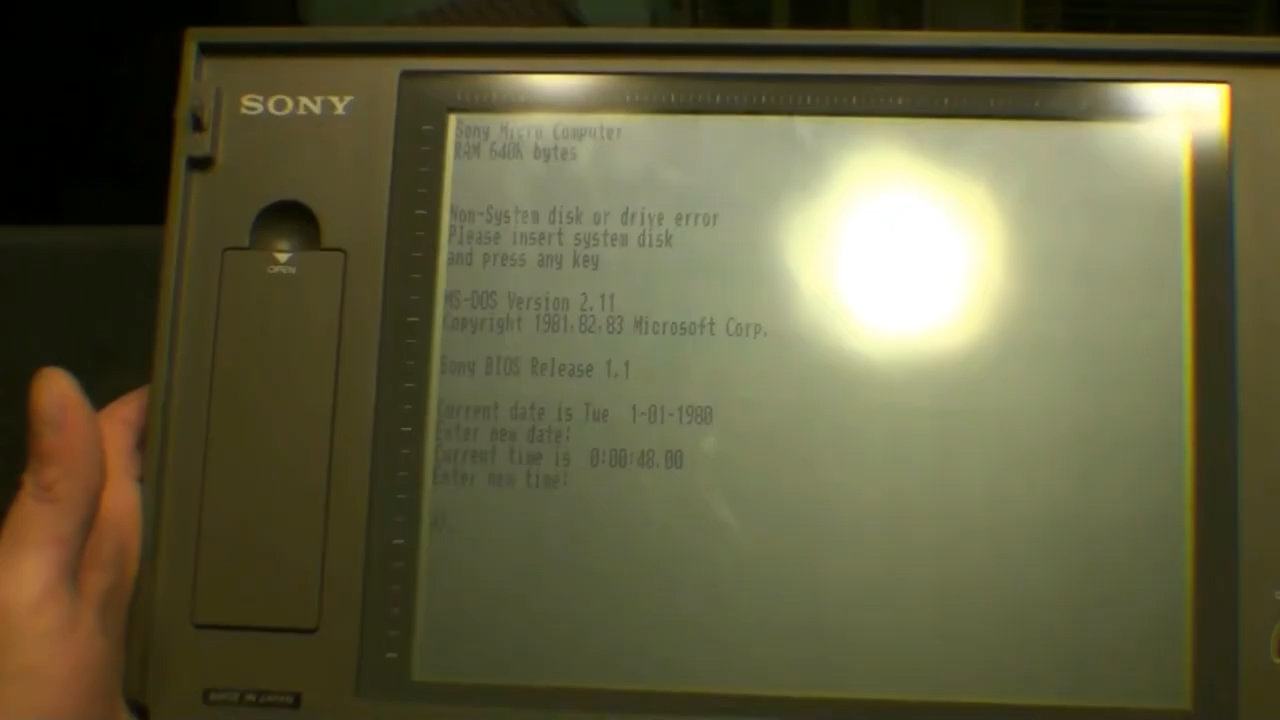 SONY
OPEN
MADE IN JAPAN
Sony Micro Computer
RAM 640k bytes
Non-System disk or drive error
Please insert system disk
and press any key
MS-DOS Version 2.11
Copyright 1981,82,83 Microsoft Corp.
Sony BIOS Release 1.1
Current date is Tue  1-01-1980
Enter new date:
Current time is  0:00:48.00
Enter new time: